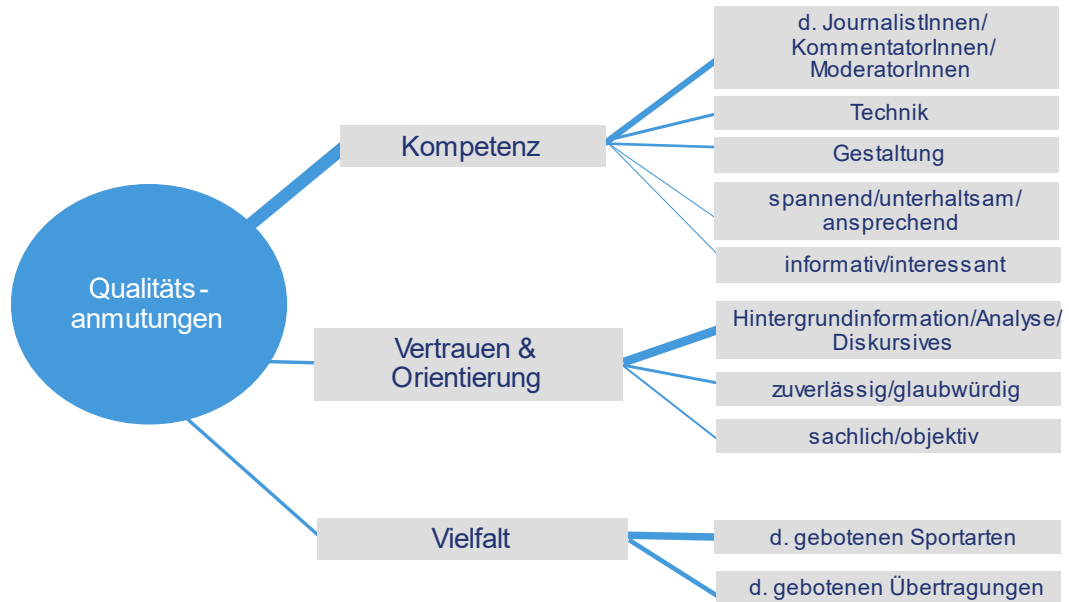 d. JournalistInnen/
KommentatorInnen/
ModeratorInnen
Technik
Kompetenz
Gestaltung
spannend/unterhaltsam/
ansprechend
informativ/interessant
Qualitäts-
anmutungen
Hintergrundinformation/Analyse/
Diskursives
Vertrauen &
Orientierung
zuverlässig/glaubwürdig
sachlich/objektiv
Vielfalt
d. gebotenen Sportarten
d. gebotenen Übertragungen